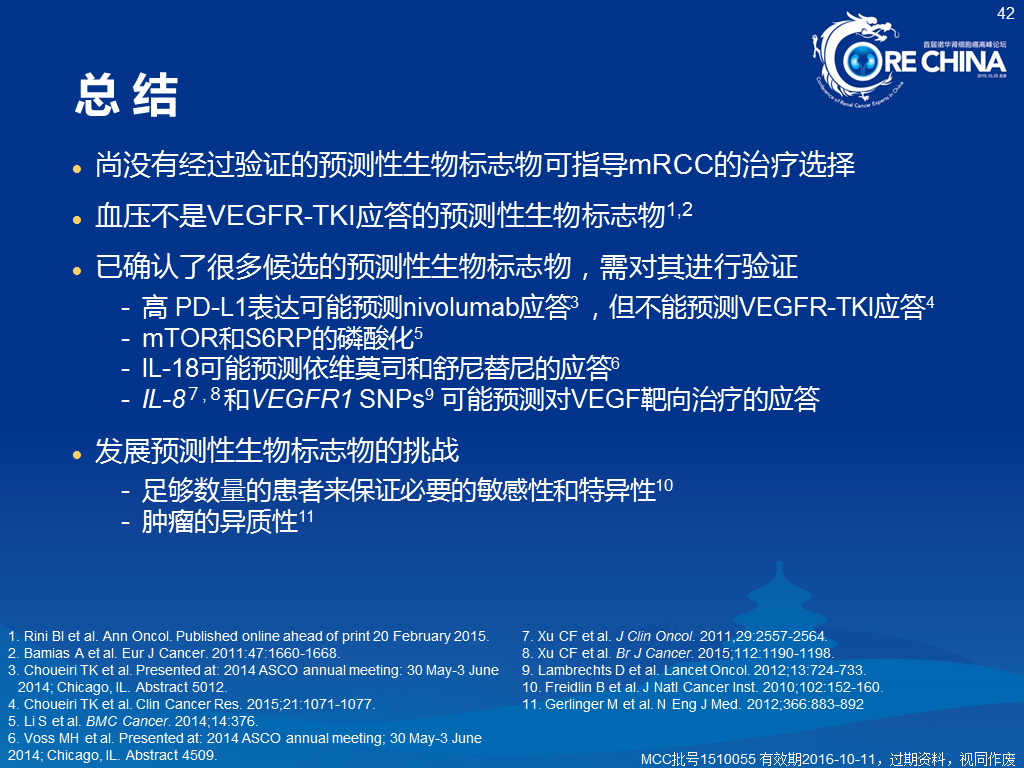 42
首届诺华肾细胞癌高峰论坛
CORE CHINA
2015.10.25 北京
Conference of Renal Cancer Experts in China
总 结
• 尚没有经过验证的预测性生物标志物可指导mRCC的治疗选择
• 血压不是VEGFR-TKI应答的预测性生物标志物1,2
• 已确认了很多候选的预测性生物标志物，需对其进行验证
- 高 PD-L1表达可能预测nivolumab应答3 ，但不能预测VEGFR-TKI应答4
- mTOR和S6RP的磷酸化5
- IL-18可能预测依维莫司和舒尼替尼的应答6
- IL-87,8和VEGFR1 SNPs9 可能预测对VEGF靶向治疗的应答
• 发展预测性生物标志物的挑战
- 足够数量的患者来保证必要的敏感性和特异性10
- 肿瘤的异质性11
1. Rini BI et al. Ann Oncol. Published online ahead of print 20 February 2015.
2. Bamias A et al. Eur J Cancer. 2011:47:1660-1668.
3. Choueiri TK et al. Presented at: 2014 ASCO annual meeting: 30 May-3 June
2014; Chicago, IL. Abstract 5012.
4. Choueiri TK et al. Clin Cancer Res. 2015;21:1071-1077.
5. Li S et al. BMC Cancer. 2014;14:376.
6. Voss MH et al. Presented at: 2014 ASCO annual meeting; 30 May-3 June
2014; Chicago, IL. Abstract 4509.
7. Xu CF et al. J Clin Oncol. 2011,29:2557-2564.
8. Xu CF et al. Br J Cancer. 2015;112:1190-1198.
9. Lambrechts D et al. Lancet Oncol. 2012;13:724-733.
10. Freidlin B et al. J Natl Cancer Inst. 2010;102:152-160.
11. Gerlinger M et al. N Eng J Med. 2012;366:883-892
MCC批号1510055 有效期2016-10-11，过期资料，视同作废